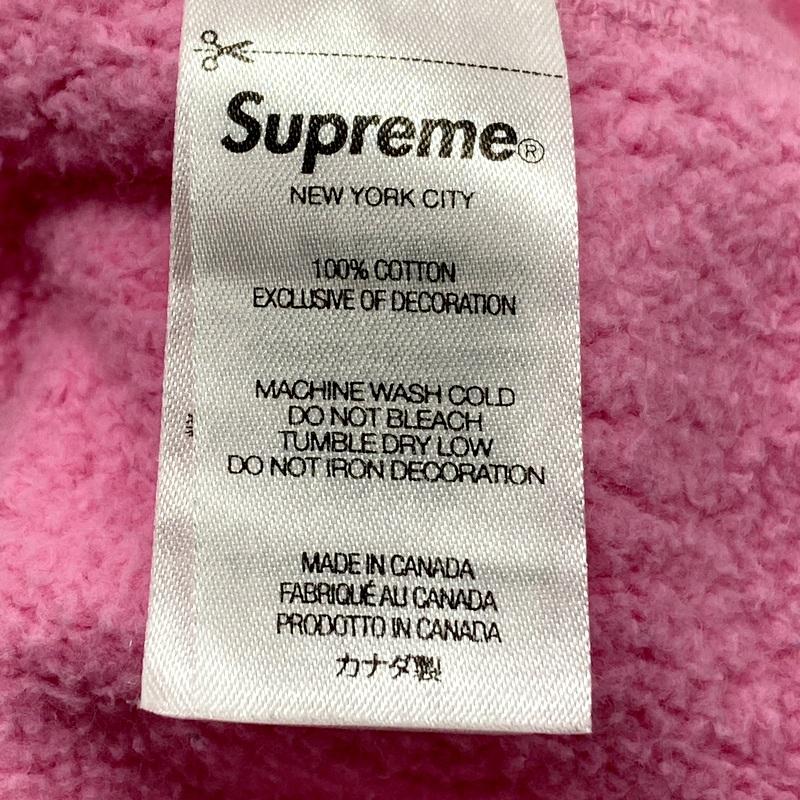 Supreme®
NEW YORK CITY
100% COTTON
EXCLUSIVE OF DECORATION
MACHINE WASH COLD
DO NOT BLEACH
TUMBLE DRY LOW
DO NOT IRON DECORATION
MADE IN CANADA
FABRIQUÉ AU CANADA
PRODOTTO IN CANADA
カナダ製